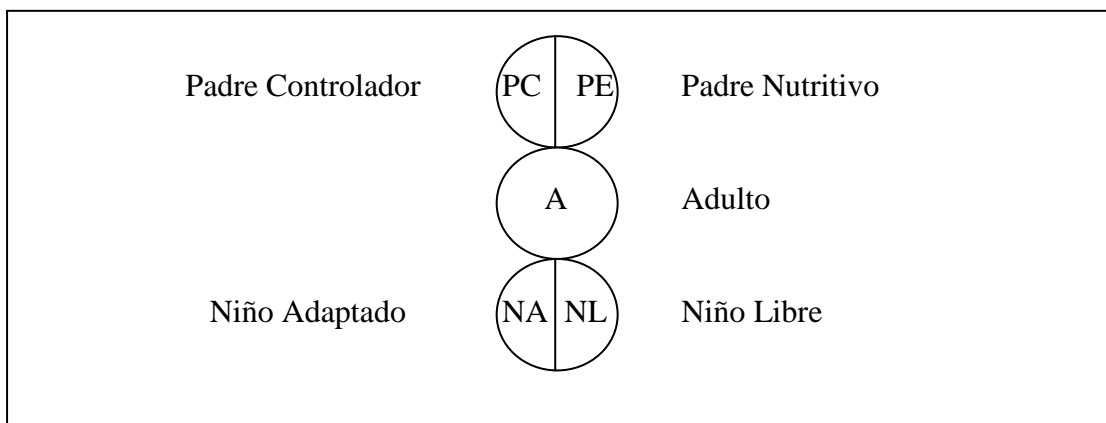 Padre Controlador PC PE Padre Nutritivo
A Adulto
Niño Adaptado NA NL Niño Libre